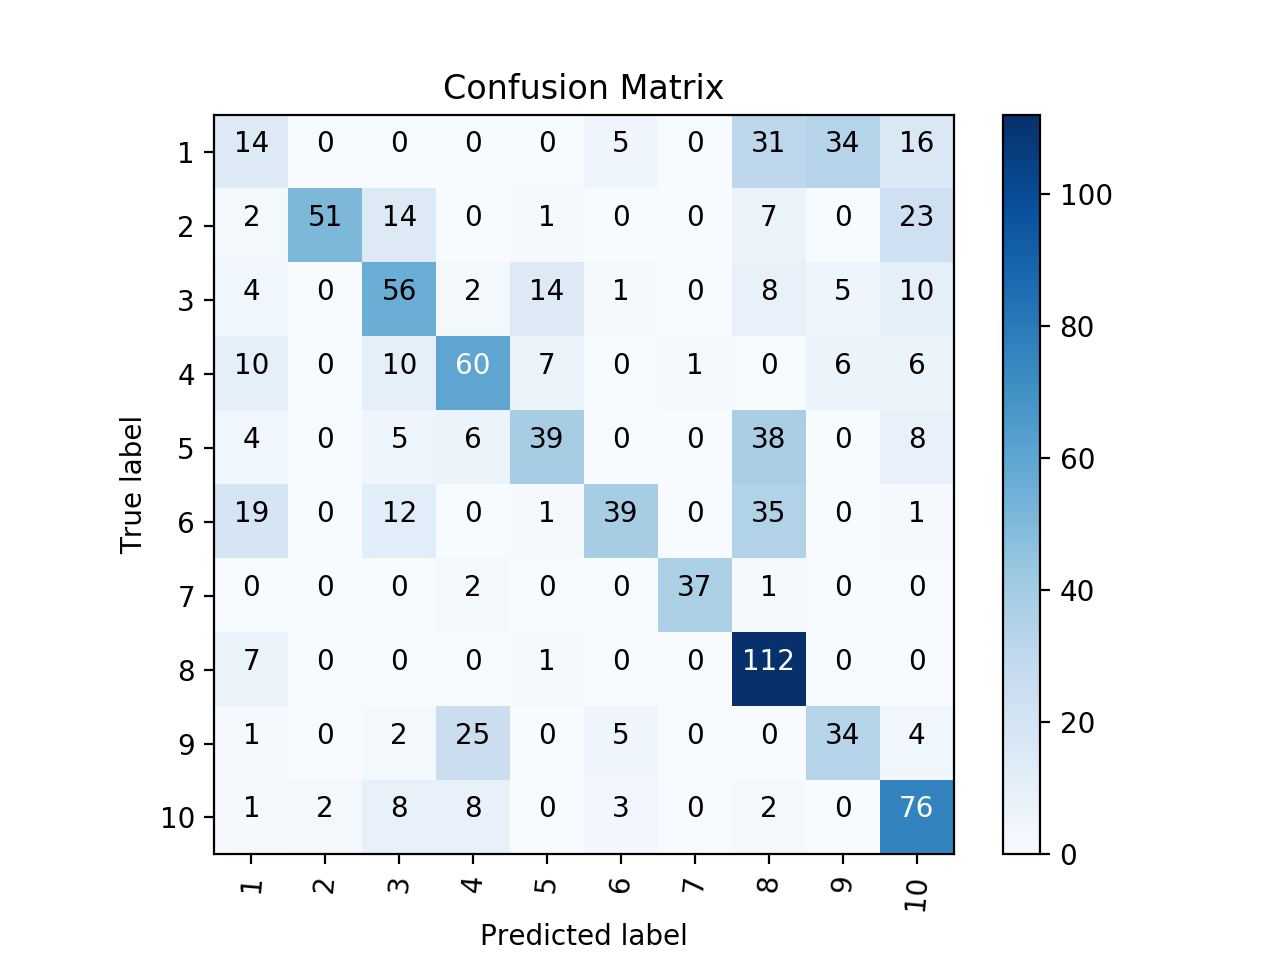 Confusion Matrix
1 14 0 0 0 0 5 0 31 34 16
2 2 51 14 0 1 0 0 7 0 23
3 4 0 56 2 14 1 0 8 5 10
4 10 0 10 60 7 0 1 0 6 6
5 4 0 5 6 39 0 0 38 0 8
6 19 0 12 0 1 39 0 35 0 1
7 0 0 0 2 0 0 37 1 0 0
8 7 0 0 0 1 0 0 112 0 0
9 1 0 2 25 0 5 0 0 34 4
10 1 2 8 8 0 3 0 2 0 76
1 2 3 4 5 6 7 8 9 10
True label
Predicted label
100
80
60
40
20
0